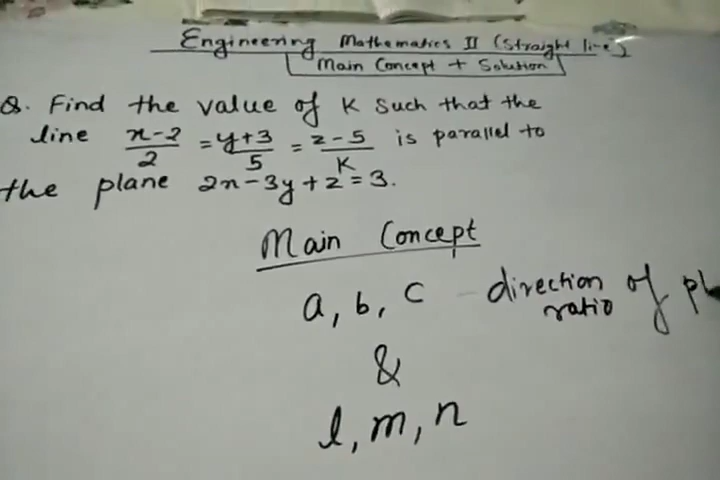 Engineering Mathematics II (Straight line)
Main Concept + Solution
Q. Find the value of K such that the
line x-2/2 = y+3/5 = z-5/K is parallel to
the plane 2x-3y+z=3.
Main Concept
a, b, c - direction ratio of pl
&
l, m, n